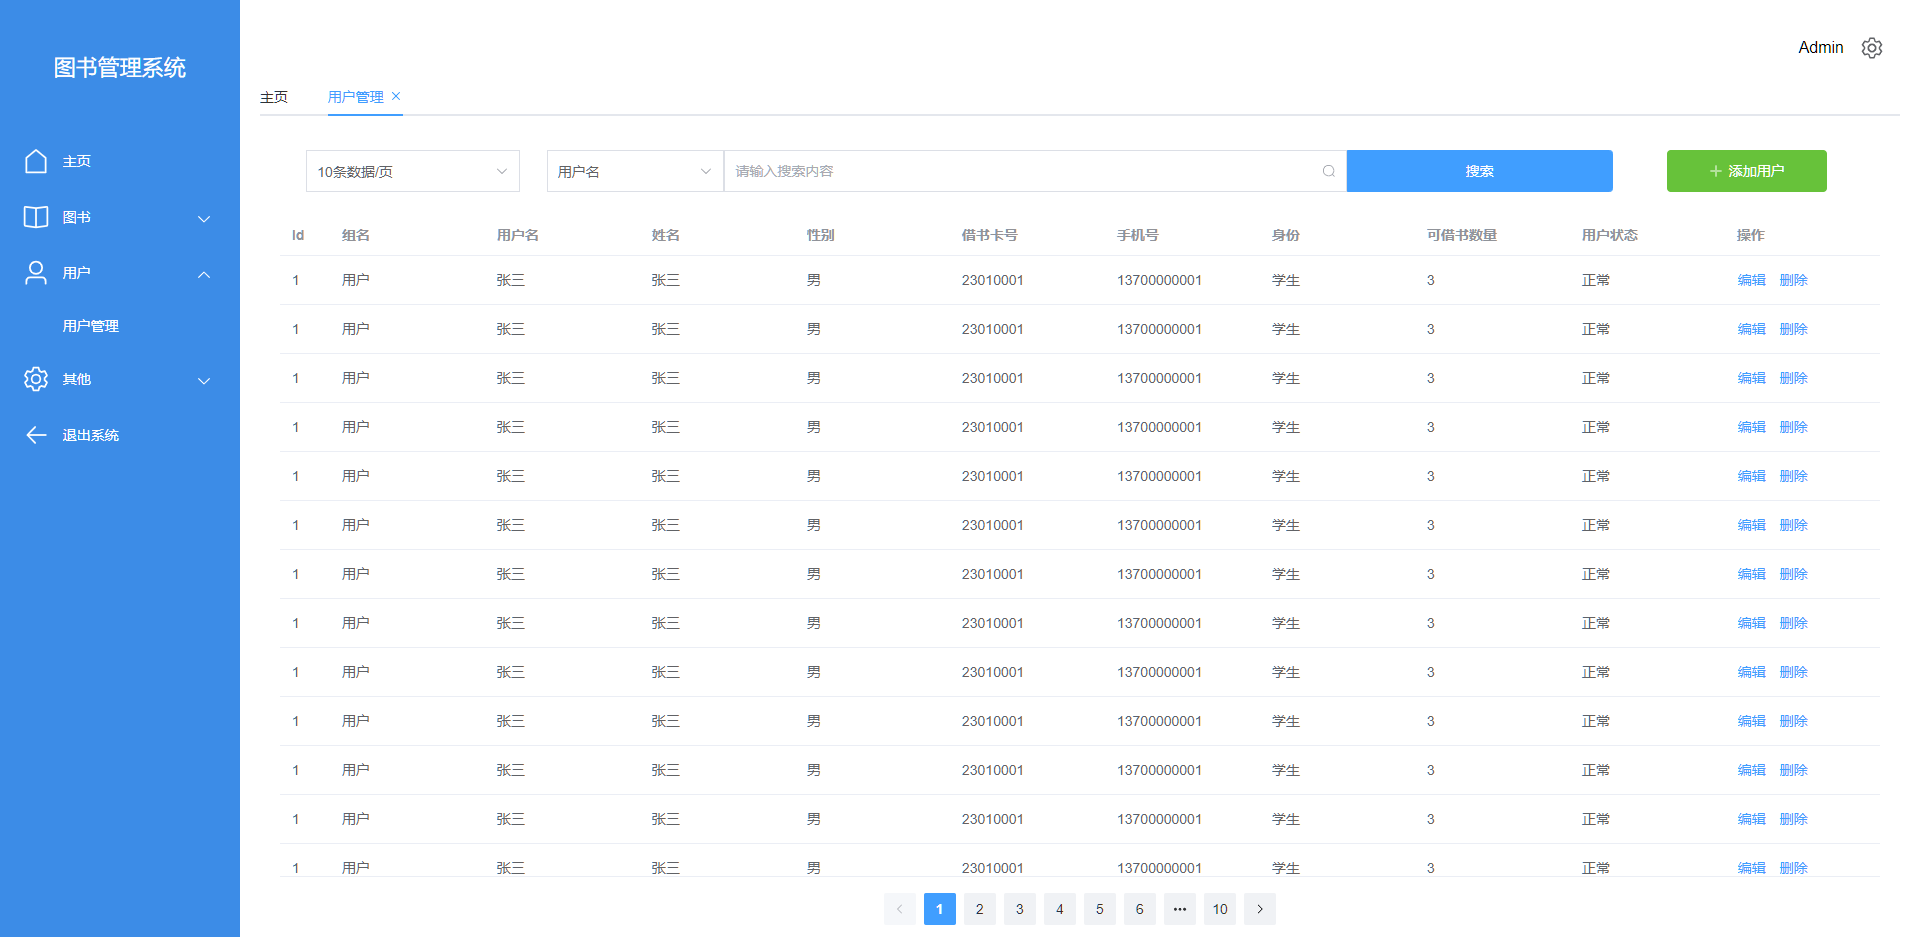 图书管理系统
主页
图书
用户
用户管理
其他
退出系统
Admin
主页 用户管理
10条数据/页 用户名 请输入搜索内容 搜索 添加用户
Id 组名 用户名 姓名 性别 借书卡号 手机号 身份 可借书数量 用户状态 操作
1 用户 张三 张三 男 23010001 13700000001 学生 3 正常 编辑 删除
1 用户 张三 张三 男 23010001 13700000001 学生 3 正常 编辑 删除
1 用户 张三 张三 男 23010001 13700000001 学生 3 正常 编辑 删除
1 用户 张三 张三 男 23010001 13700000001 学生 3 正常 编辑 删除
1 用户 张三 张三 男 23010001 13700000001 学生 3 正常 编辑 删除
1 用户 张三 张三 男 23010001 13700000001 学生 3 正常 编辑 删除
1 用户 张三 张三 男 23010001 13700000001 学生 3 正常 编辑 删除
1 用户 张三 张三 男 23010001 13700000001 学生 3 正常 编辑 删除
1 用户 张三 张三 男 23010001 13700000001 学生 3 正常 编辑 删除
1 用户 张三 张三 男 23010001 13700000001 学生 3 正常 编辑 删除
1 用户 张三 张三 男 23010001 13700000001 学生 3 正常 编辑 删除
1 用户 张三 张三 男 23010001 13700000001 学生 3 正常 编辑 删除
1 用户 张三 张三 男 23010001 13700000001 学生 3 正常 编辑 删除
1 2 3 4 5 6 ··· 10